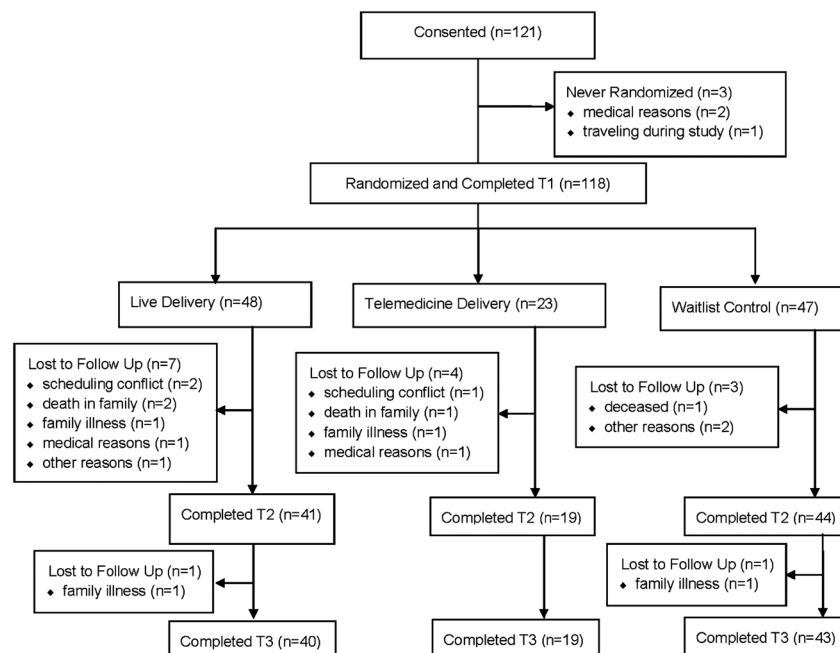 Consented (n=121)
Never Randomized (n=3)
◆ medical reasons (n=2)
◆ traveling during study (n=1)
Randomized and Completed T1 (n=118)
Live Delivery (n=48)
Telemedicine Delivery (n=23)
Waitlist Control (n=47)
Lost to Follow Up (n=7)
◆ scheduling conflict (n=2)
◆ death in family (n=2)
◆ family illness (n=1)
◆ medical reasons (n=1)
◆ other reasons (n=1)
Lost to Follow Up (n=4)
◆ scheduling conflict (n=1)
◆ death in family (n=1)
◆ family illness (n=1)
◆ medical reasons (n=1)
Lost to Follow Up (n=3)
◆ deceased (n=1)
◆ other reasons (n=2)
Completed T2 (n=41)
Completed T2 (n=19)
Completed T2 (n=44)
Lost to Follow Up (n=1)
◆ family illness (n=1)
Lost to Follow Up (n=1)
◆ family illness (n=1)
Completed T3 (n=40)
Completed T3 (n=19)
Completed T3 (n=43)